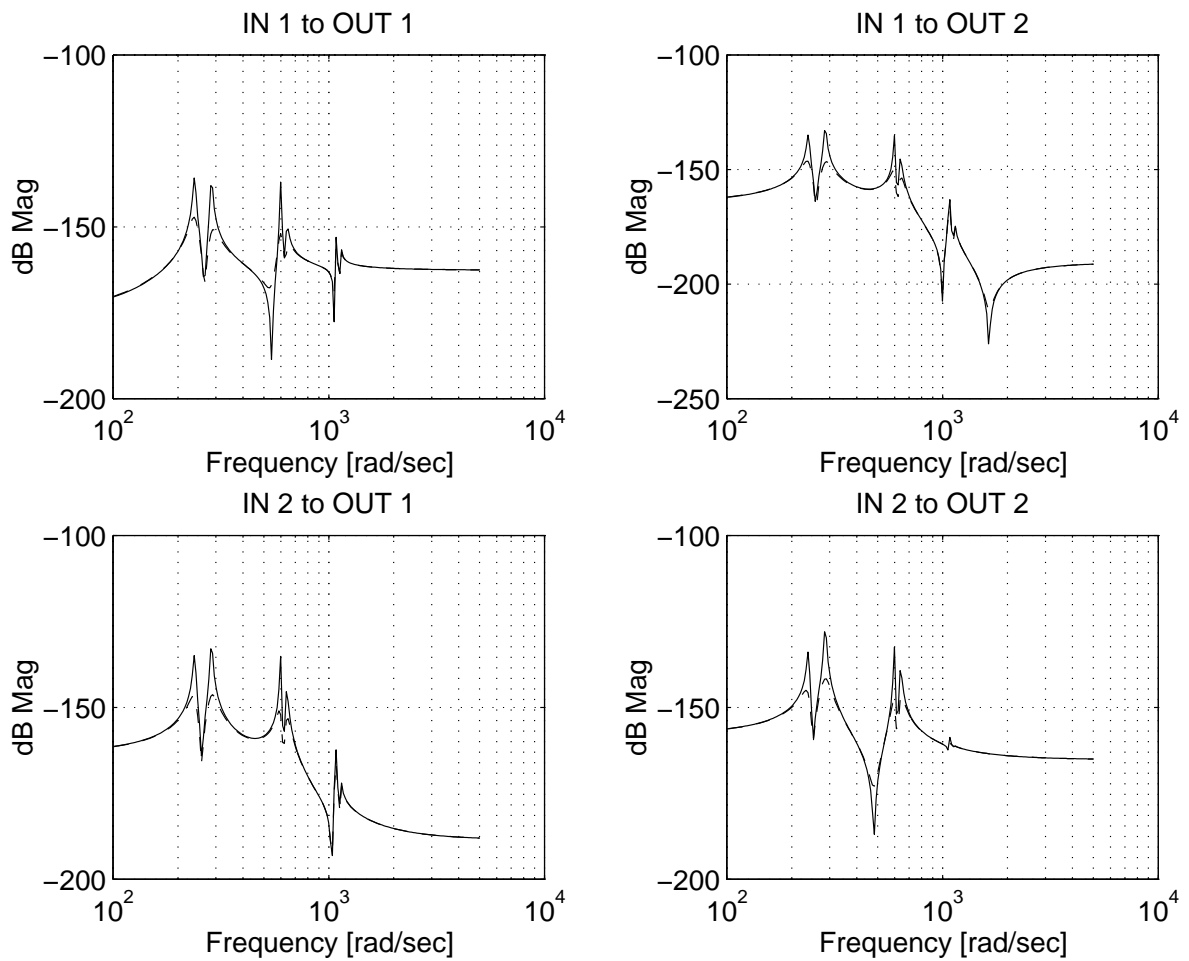 IN 1 to OUT 1
−100
−150
−200
dB Mag
10^2
10^3
10^4
Frequency [rad/sec]
IN 1 to OUT 2
−100
−150
−200
−250
dB Mag
10^2
10^3
10^4
Frequency [rad/sec]
IN 2 to OUT 1
−100
−150
−200
dB Mag
10^2
10^3
10^4
Frequency [rad/sec]
IN 2 to OUT 2
−100
−150
−200
dB Mag
10^2
10^3
10^4
Frequency [rad/sec]